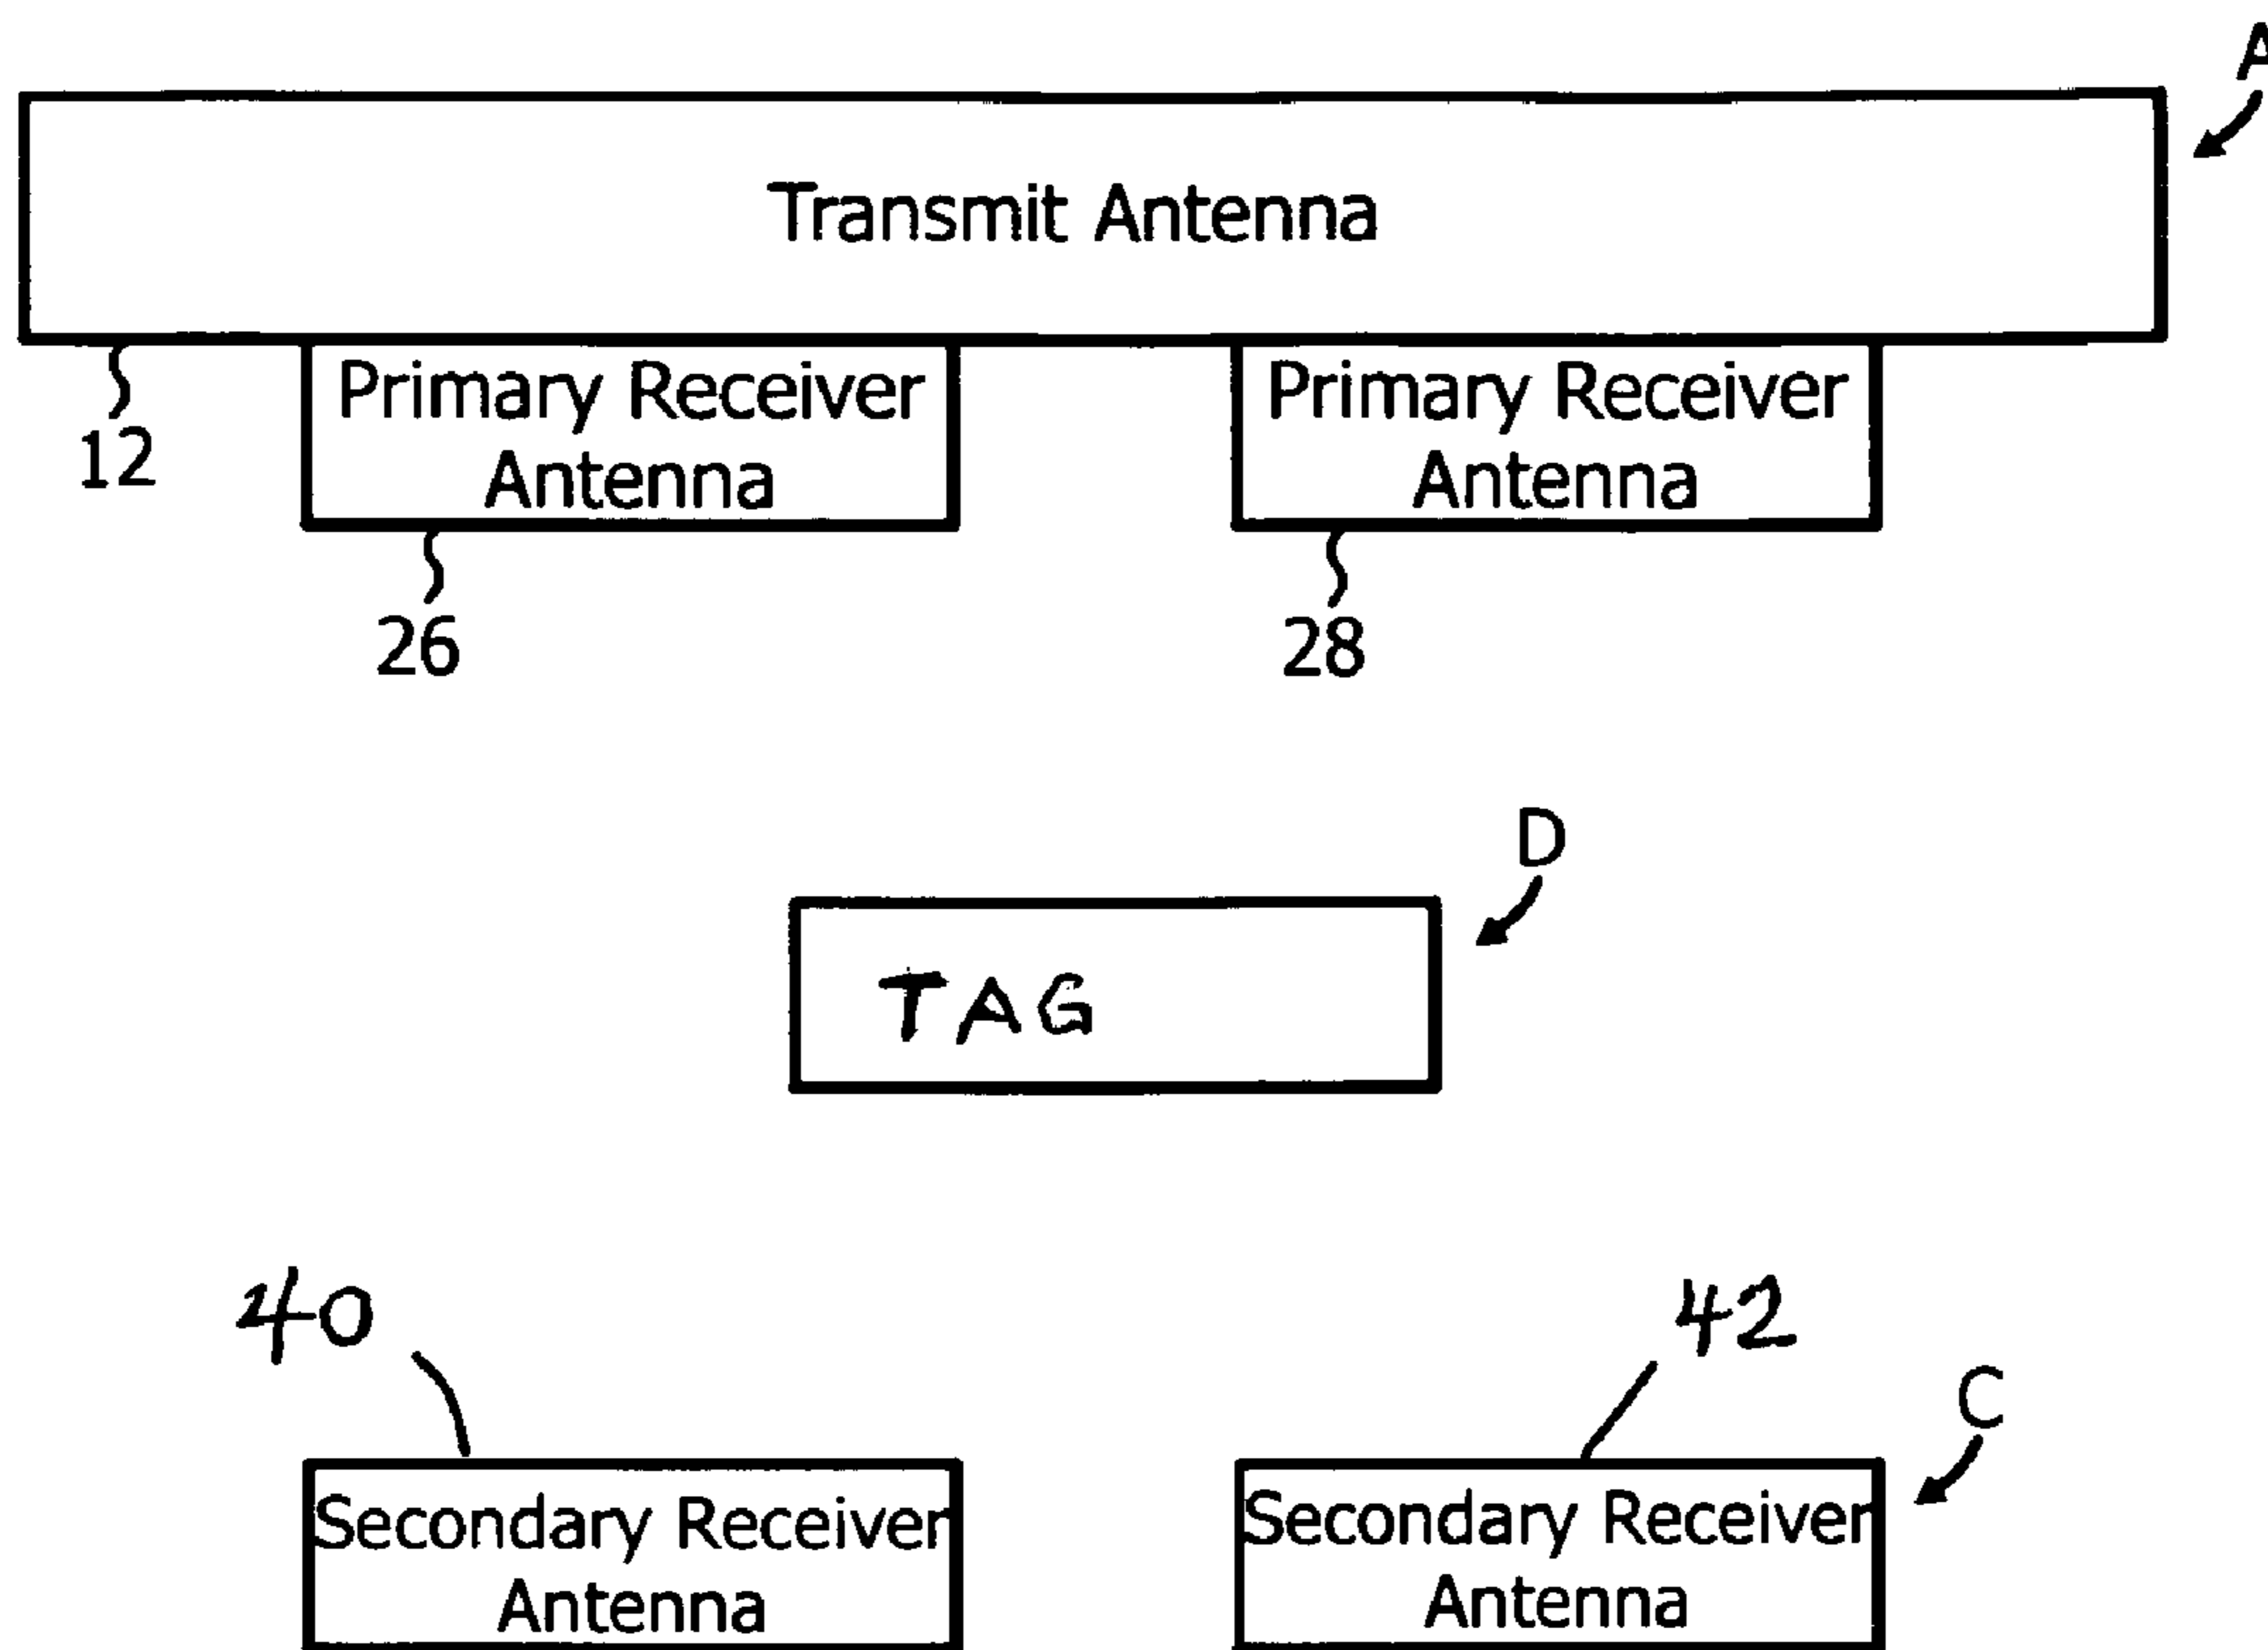 A
Transmit Antenna
Primary Receiver
Antenna
Primary Receiver
Antenna
12
26
28
D
TAG
40
42
C
Secondary Receiver
Antenna
Secondary Receiver
Antenna